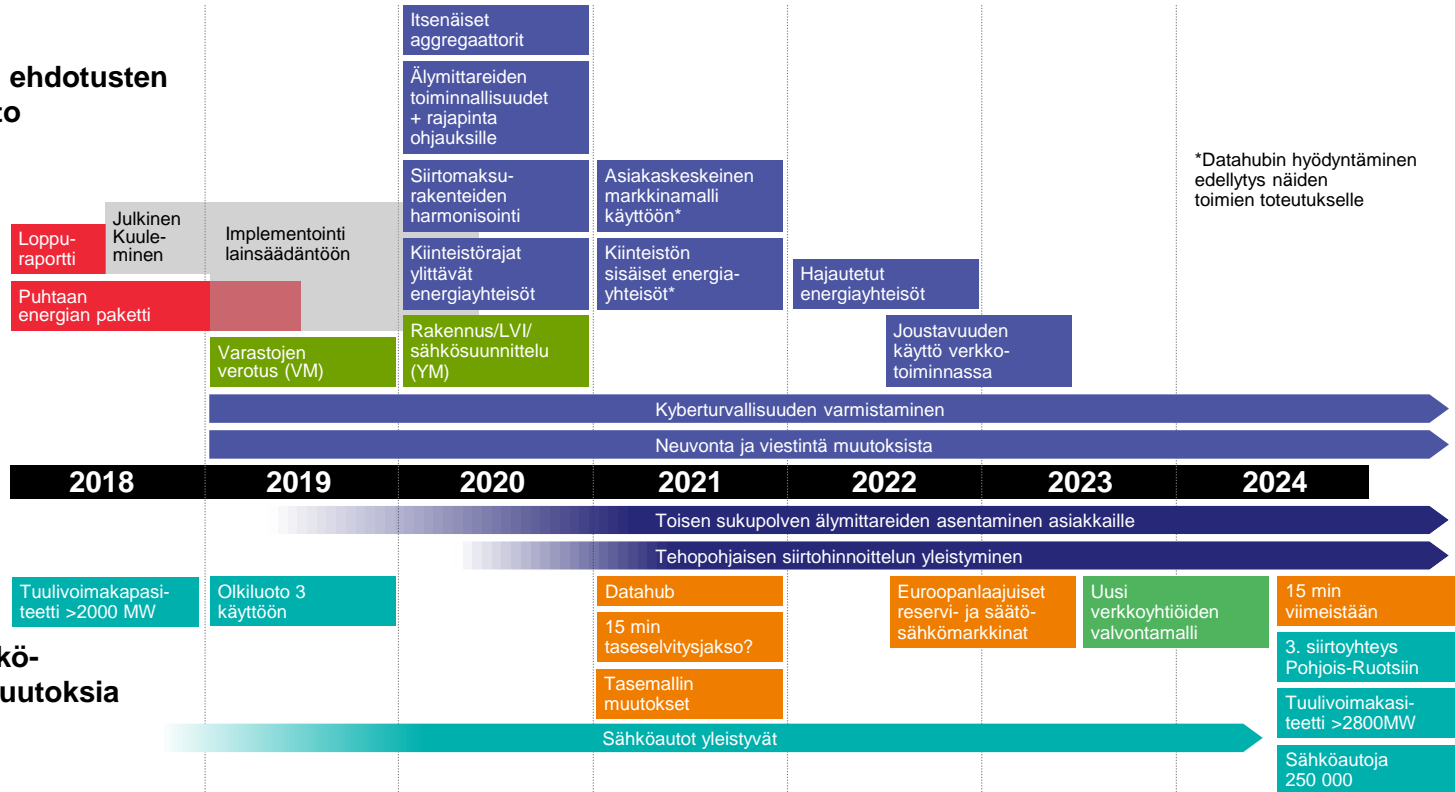 ehdotusten
to
Itsenäiset
aggregaattorit
Älymittareiden
toiminnallisuudet
+ rajapinta
ohjauksille
Siirtomaksu-
rakenteiden
harmonisointi
Asiakaskeskeinen
markkinamalli
käyttöön*
*Datahubin hyödyntäminen
edellytys näiden
toimien toteutukselle
Loppu-
raportti
Julkinen
Kuule-
minen
Implementointi
lainsäädäntöön
Kiinteistörajat
ylittävät
energiayhteisöt
Kiinteistön
sisäiset energia-
yhteisöt*
Hajautetut
energiayhteisöt
Puhtaan
energian paketti
Varastojen
verotus (VM)
Rakennus/LVI/
sähkösuunnittelu
(YM)
Joustavuuden
käyttö verkko-
toiminnassa
Kyberturvallisuuden varmistaminen
Neuvonta ja viestintä muutoksista
2018 2019 2020 2021 2022 2023 2024
Toisen sukupolven älymittareiden asentaminen asiakkaille
Tehopohjaisen siirtohinnoittelun yleistyminen
Tuulivoimakapasi-
teetti >2000 MW
Olkiluoto 3
käyttöön
Datahub
15 min
taseselvitysjakso?
Tasemallin
muutokset
Euroopanlaajuiset
reservi- ja säätö-
sähkömarkkinat
Uusi
verkkoyhtiöiden
valvontamalli
15 min
viimeistään
3. siirtoyhteys
Pohjois-Ruotsiin
Tuulivoimakasi-
teetti >2800MW
Sähköautoja
250 000
kö-
uutoksia
Sähköautot yleistyvät